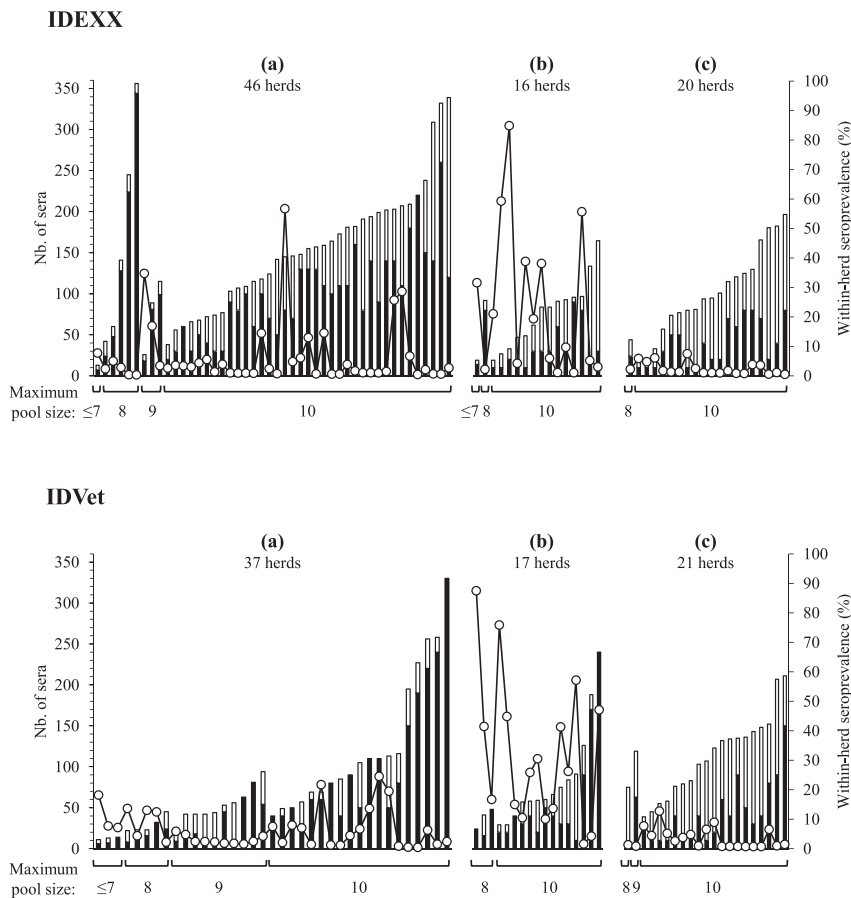 IDEXX
(a) (b) (c)
46 herds 16 herds 20 herds
Nb. of sera
350
300
250
200
150
100
50
0
100
90
80
70
60
50
40
30
20
10
0
Within-herd seroprevalence (%)
Maximum
pool size: ≤7 8 9 10 ≤7 8 10 8 10
IDVet
(a) (b) (c)
37 herds 17 herds 21 herds
Nb. of sera
350
300
250
200
150
100
50
0
100
90
80
70
60
50
40
30
20
10
0
Within-herd seroprevalence (%)
Maximum
pool size: ≤7 8 9 10 8 10 8 9 10